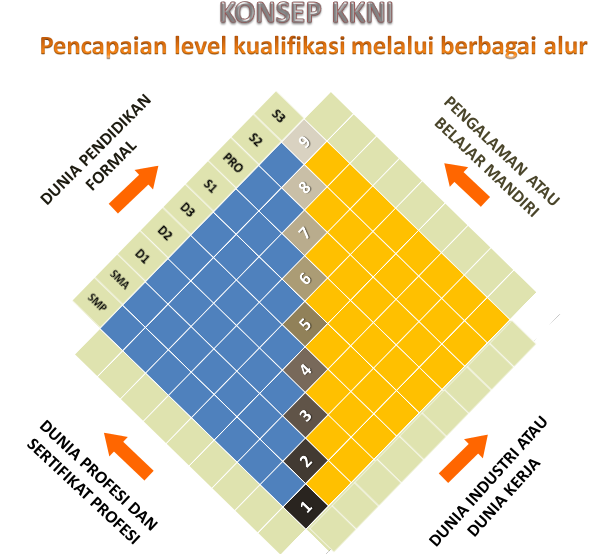 KONSEP KKNI
Pencapaian level kualifikasi melalui berbagai alur
DUNIA PENDIDIKAN
FORMAL
PENGALAMAN ATAU
BELAJAR MANDIRI
S3
S2
PRO
S1
D3
D2
D1
SMA
SMP
9
8
7
6
5
4
3
2
1
DUNIA PROFESI DAN
SERTIFIKAT PROFESI
DUNIA INDUSTRI ATAU
DUNIA KERJA